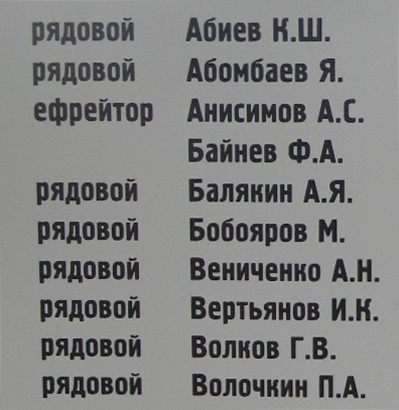 рядовой Абиев К.Ш.
рядовой Абомбаев Я.
ефрейтор Анисимов А.С.
Байнев Ф.А.
рядовой Балякин А.Я.
рядовой Бобояров М.
рядовой Вениченко А.Н.
рядовой Вертьянов И.К.
рядовой Волков Г.В.
рядовой Волочкин П.А.